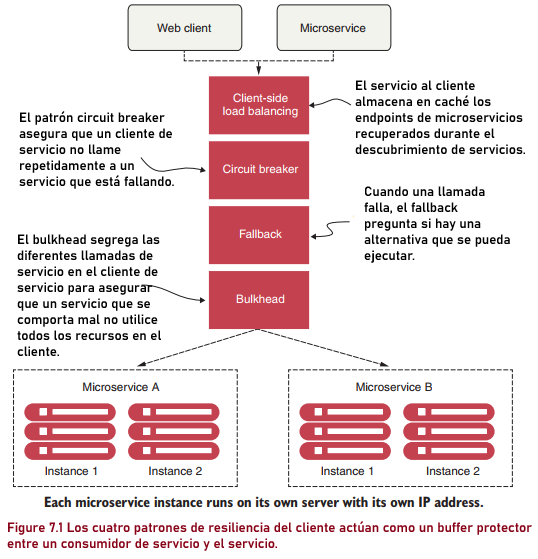 Web client
Microservice
Client-side
load balancing
El servicio al cliente
almacena en caché los
endpoints de microservicios
recuperados durante el
descubrimiento de servicios.
El patrón circuit breaker
asegura que un cliente de
servicio no llame
repetidamente a un
servicio que está fallando.
Circuit breaker
Cuando una llamada
falla, el fallback
pregunta si hay una
alternativa que se pueda
ejecutar.
Fallback
El bulkhead segrega las
diferentes llamadas de
servicio en el cliente de
servicio para asegurar
que un servicio que se
comporta mal no utilice
todos los recursos en el
cliente.
Bulkhead
Microservice A
Instance 1
Instance 2
Microservice B
Instance 1
Instance 2
Each microservice instance runs on its own server with its own IP address.
Figure 7.1 Los cuatro patrones de resiliencia del cliente actúan como un buffer protector
entre un consumidor de servicio y el servicio.